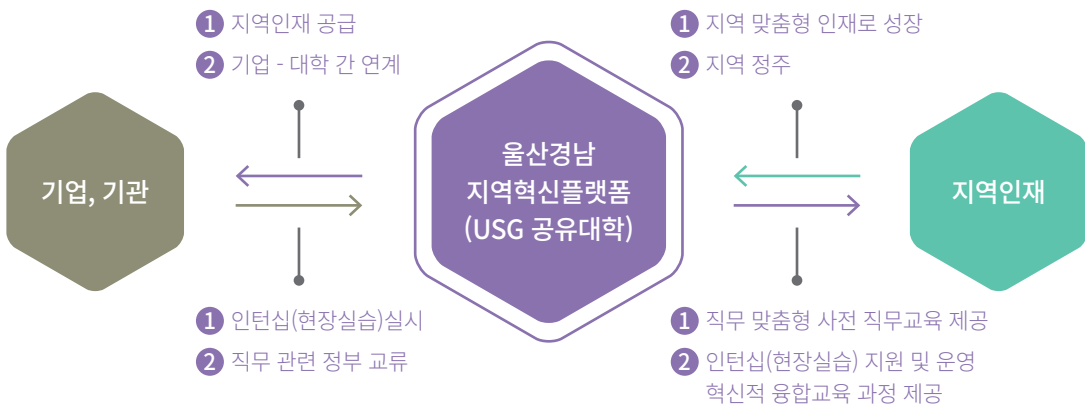 1 지역인재 공급
2 기업 - 대학 간 연계
1 지역 맞춤형 인재로 성장
2 지역 정주
기업, 기관
울산경남
지역혁신플랫폼
(USG 공유대학)
지역인재
1 인턴십(현장실습)실시
2 직무 관련 정부 교류
1 직무 맞춤형 사전 직무교육 제공
2 인턴십(현장실습) 지원 및 운영
혁신적 융합교육 과정 제공